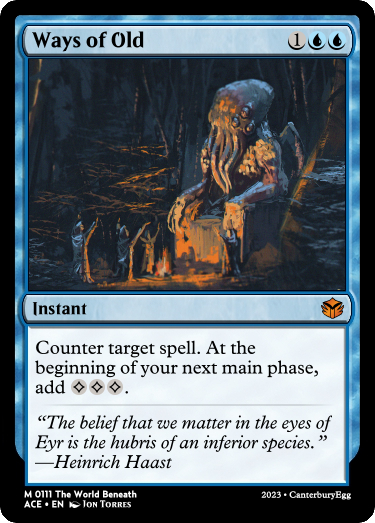 Ways of Old 1
Instant
Counter target spell. At the
beginning of your next main phase,
add.
“The belief that we matter in the eyes of
Eyr is the hubris of an inferior species.”
—Heinrich Haast
M 0111 The World Beneath
ACE • EN Jon Torres
2023 • CanterburyEgg